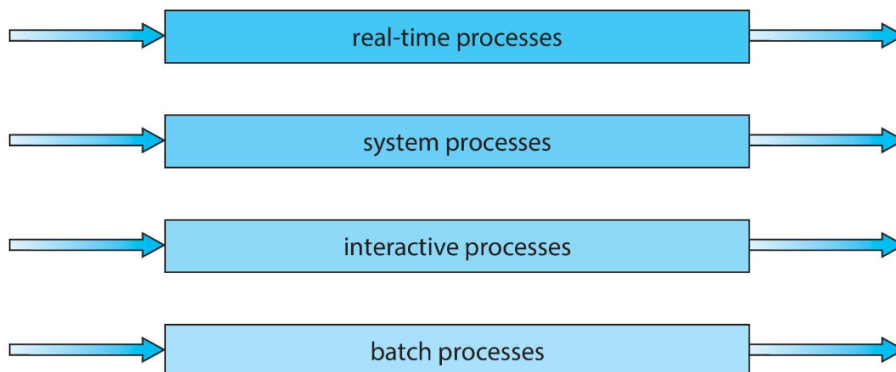 real-time processes
system processes
interactive processes
batch processes